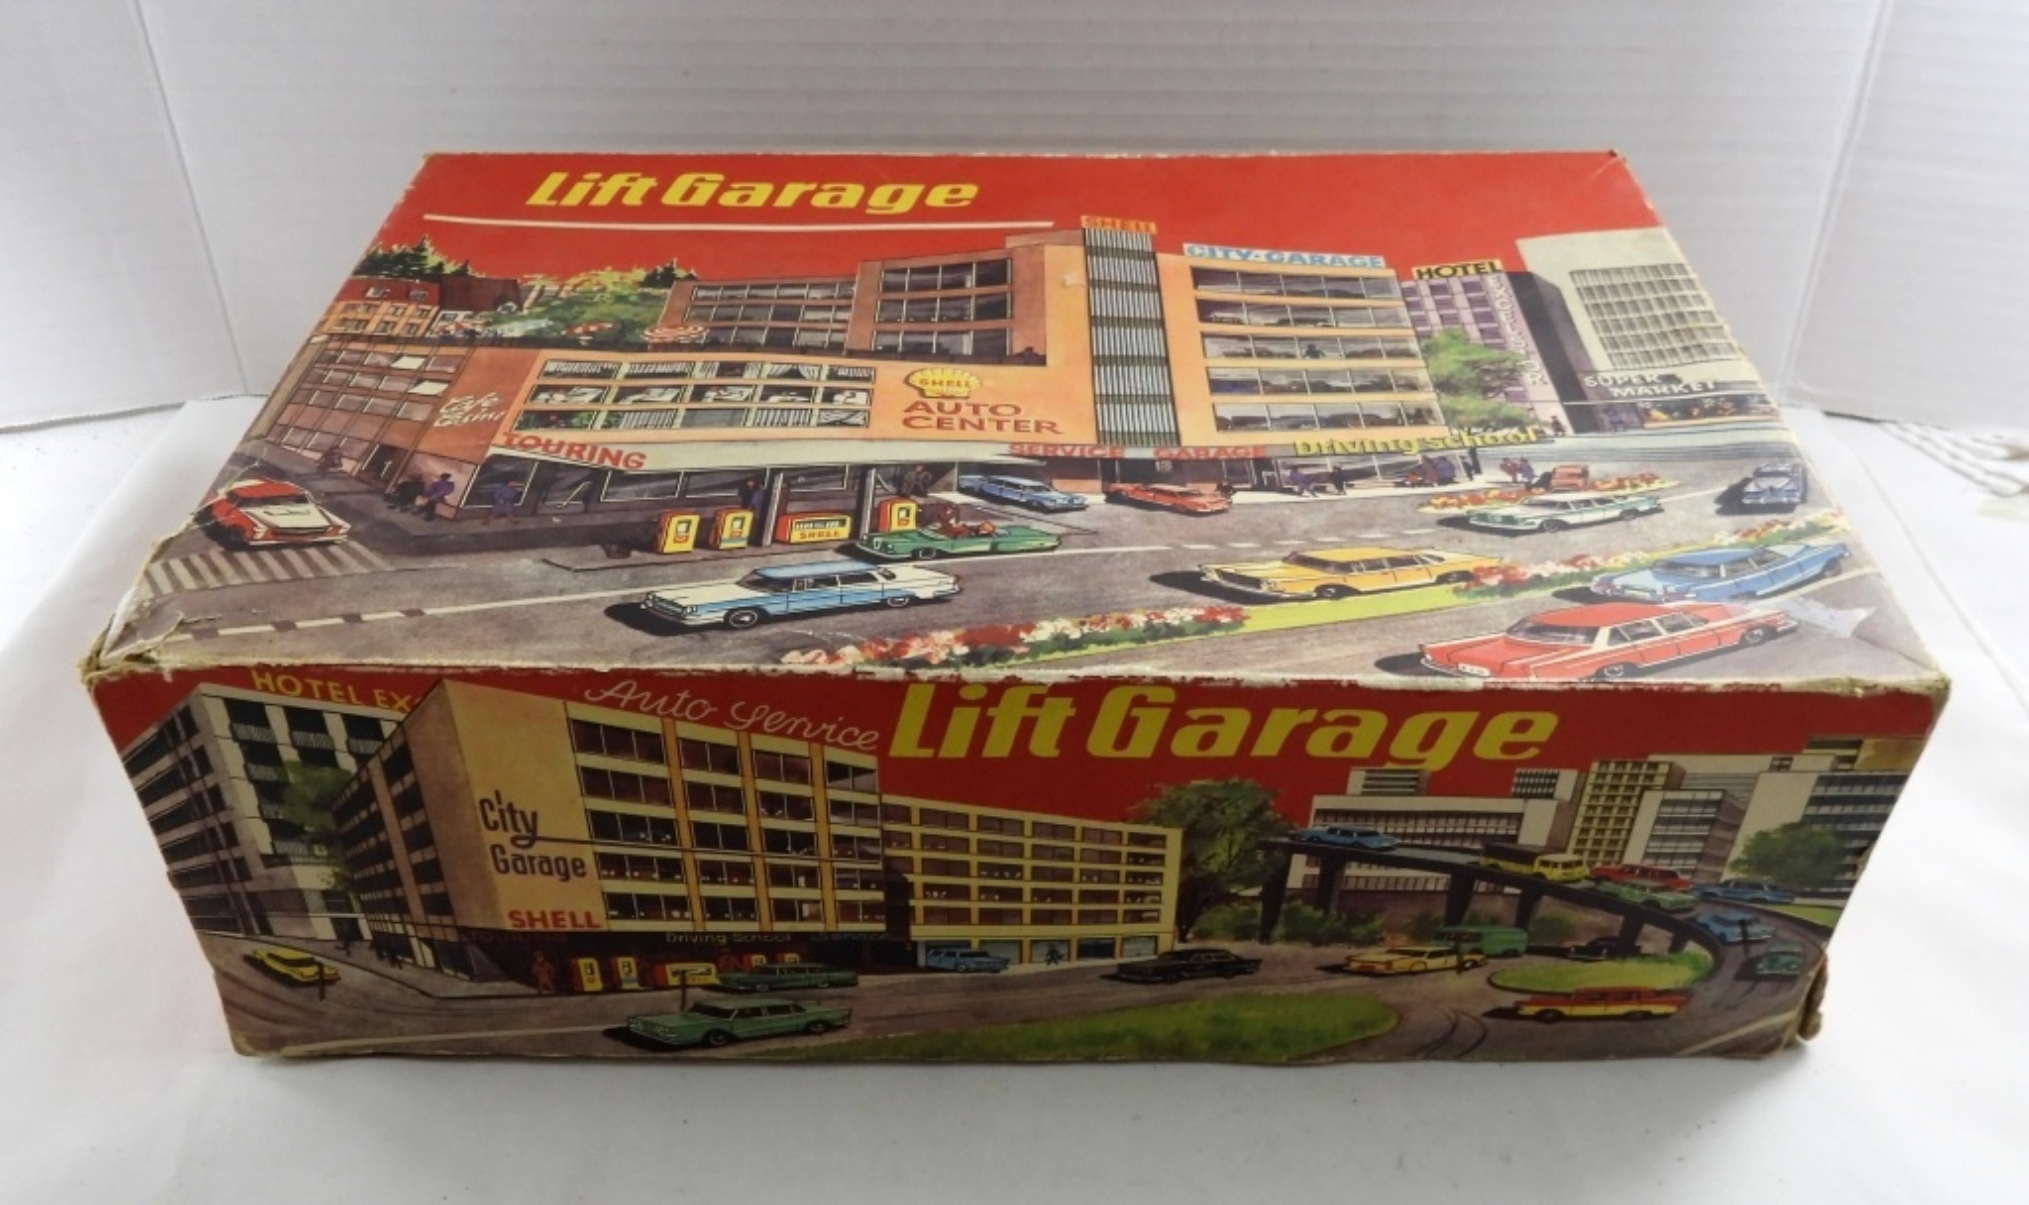 Lift Garage
SHELL
CITY-GARAGE
HOTEL
EXCELSIOR
SUPER
MARKET
SHELL
AUTO
CENTER
TOURING
SERVICE GARAGE Driving school
SHELL
HOTEL EX
Auto Service
Lift Garage
City
Garage
SHELL
Driving School